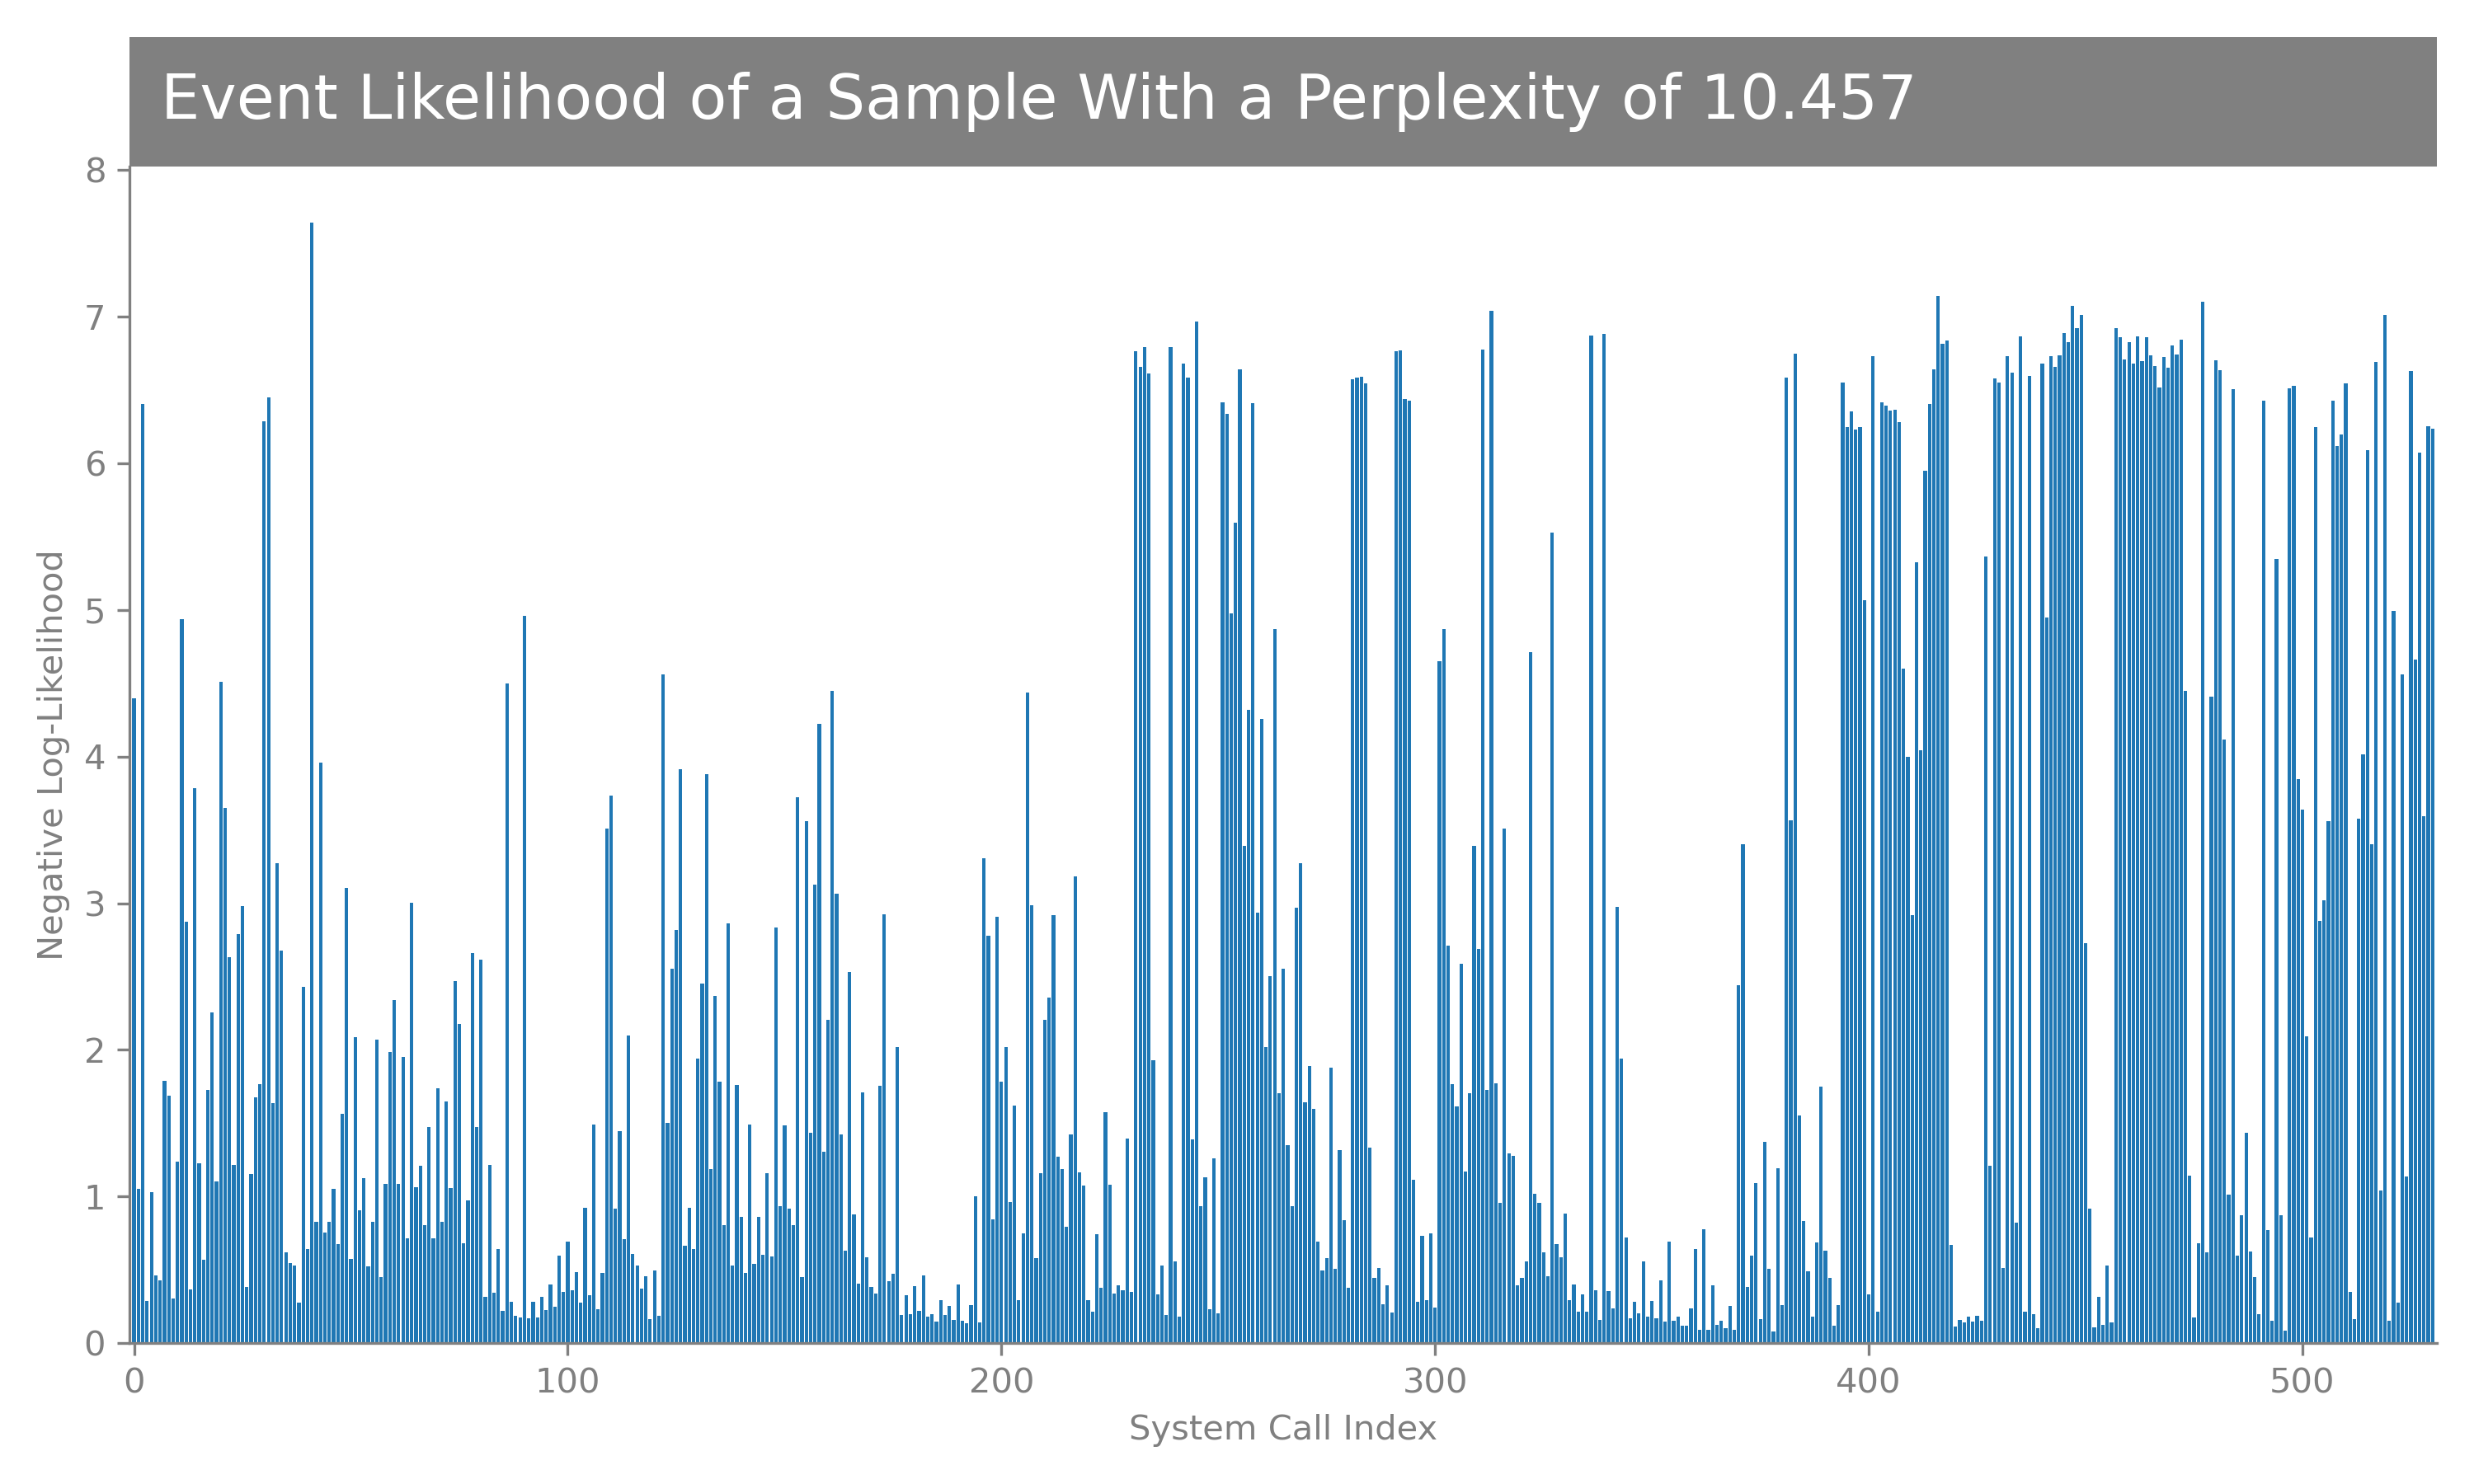 Event Likelihood of a Sample With a Perplexity of 10.457
8
7
6
5
4
3
2
1
0
Negative Log-Likelihood
0 100 200 300 400 500
System Call Index